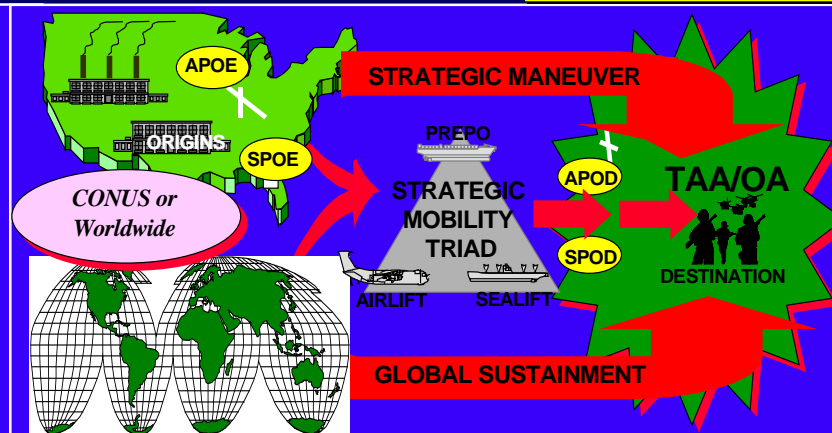 APOE
STRATEGIC MANEUVER
ORIGINS
PREPO
SPOE
APOD
TAA/OA
CONUS or
Worldwide
STRATEGIC
MOBILITY
TRIAD
SPOD
DESTINATION
AIRLIFT
SEALIFT
GLOBAL SUSTAINMENT